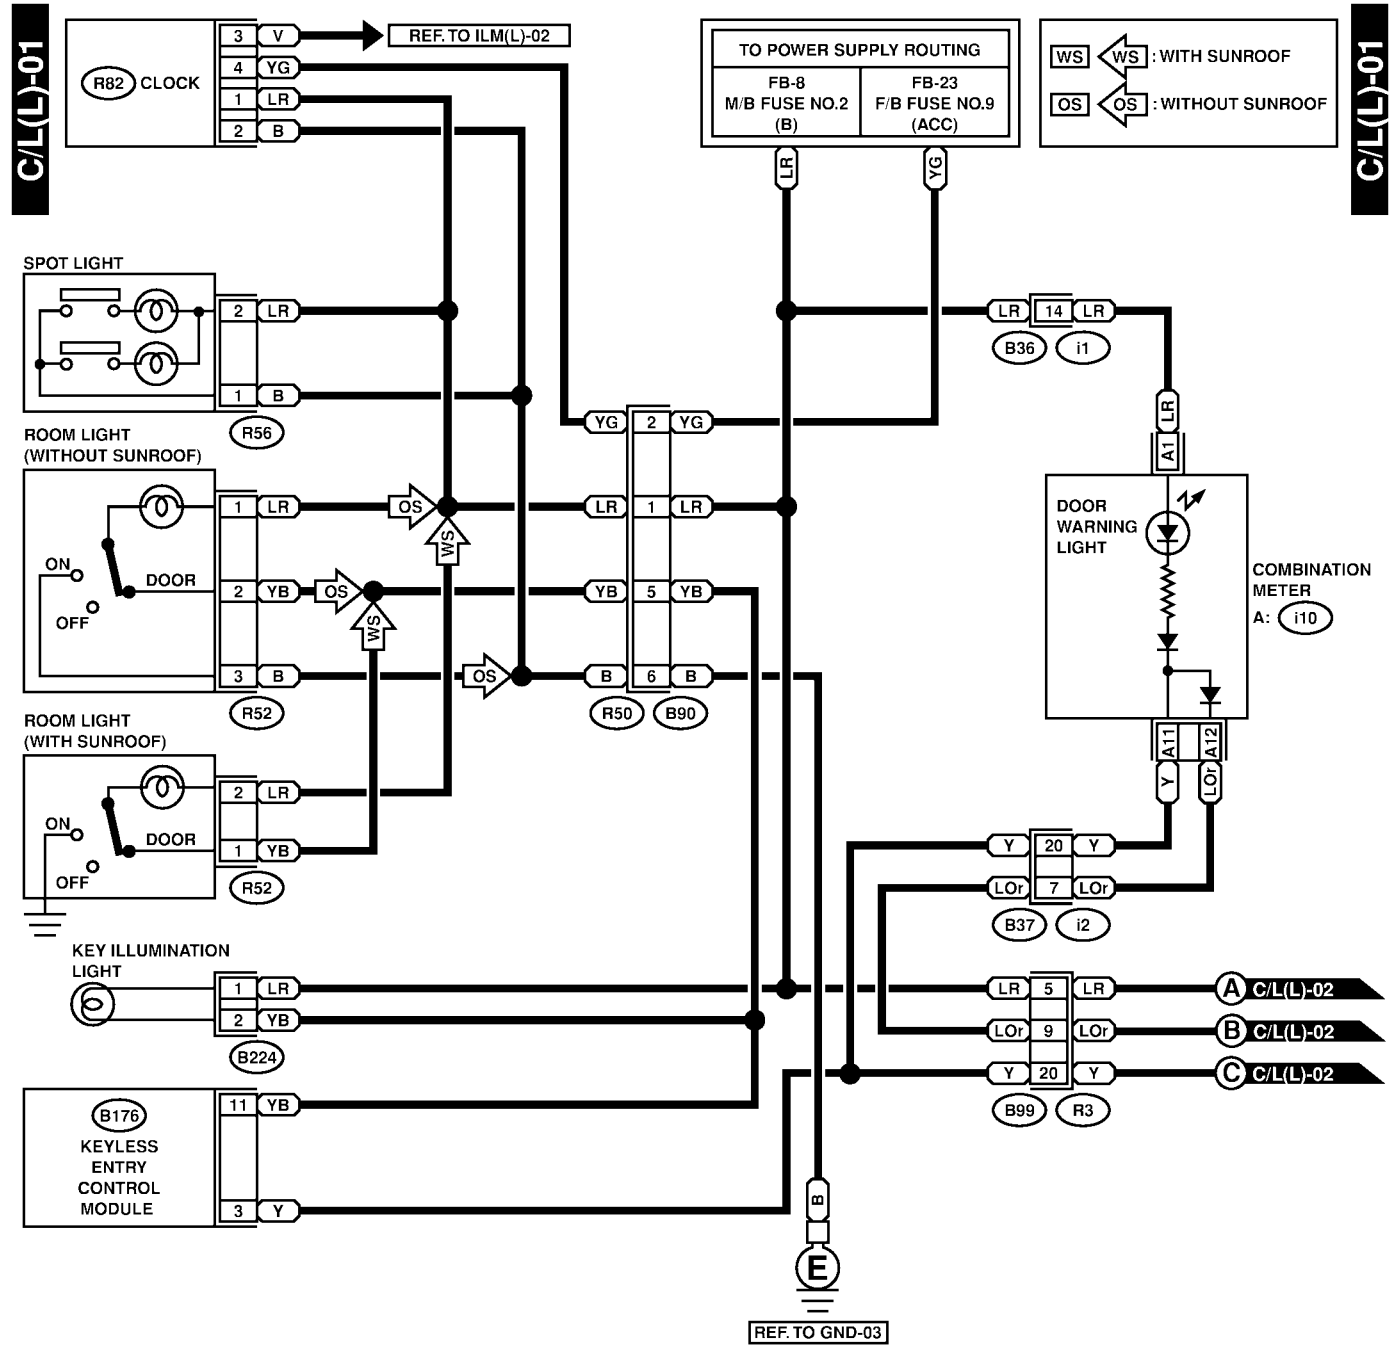 C/L(L)-01
C/L(L)-01
R82 CLOCK
3 V
REF. TO ILM(L)-02
4 YG
1 LR
2 B
TO POWER SUPPLY ROUTING
FB-8
M/B FUSE NO.2
(B)
FB-23
F/B FUSE NO.9
(ACC)
LR
YG
WS WS : WITH SUNROOF
OS OS : WITHOUT SUNROOF
SPOT LIGHT
2 LR
1 B
R56
LR 14 LR
B36 i1
LR
A1
YG 2 YG
ROOM LIGHT
(WITHOUT SUNROOF)
1 LR
OS
LR 1 LR
WS
ON
DOOR
OFF
2 YB
OS
YB 5 YB
WS
3 B
OS
B 6 B
R52
R50 B90
DOOR
WARNING
LIGHT
COMBINATION
METER
A: i10
A11 A12
Y LOr
ROOM LIGHT
(WITH SUNROOF)
2 LR
ON
DOOR
OFF
1 YB
R52
Y 20 Y
LOr 7 LOr
B37 i2
KEY ILLUMINATION
LIGHT
1 LR
2 YB
B224
LR 5 LR
A C/L(L)-02
LOr 9 LOr
B C/L(L)-02
Y 20 Y
C C/L(L)-02
B99 R3
B176
KEYLESS
ENTRY
CONTROL
MODULE
11 YB
3 Y
B
E
REF. TO GND-03